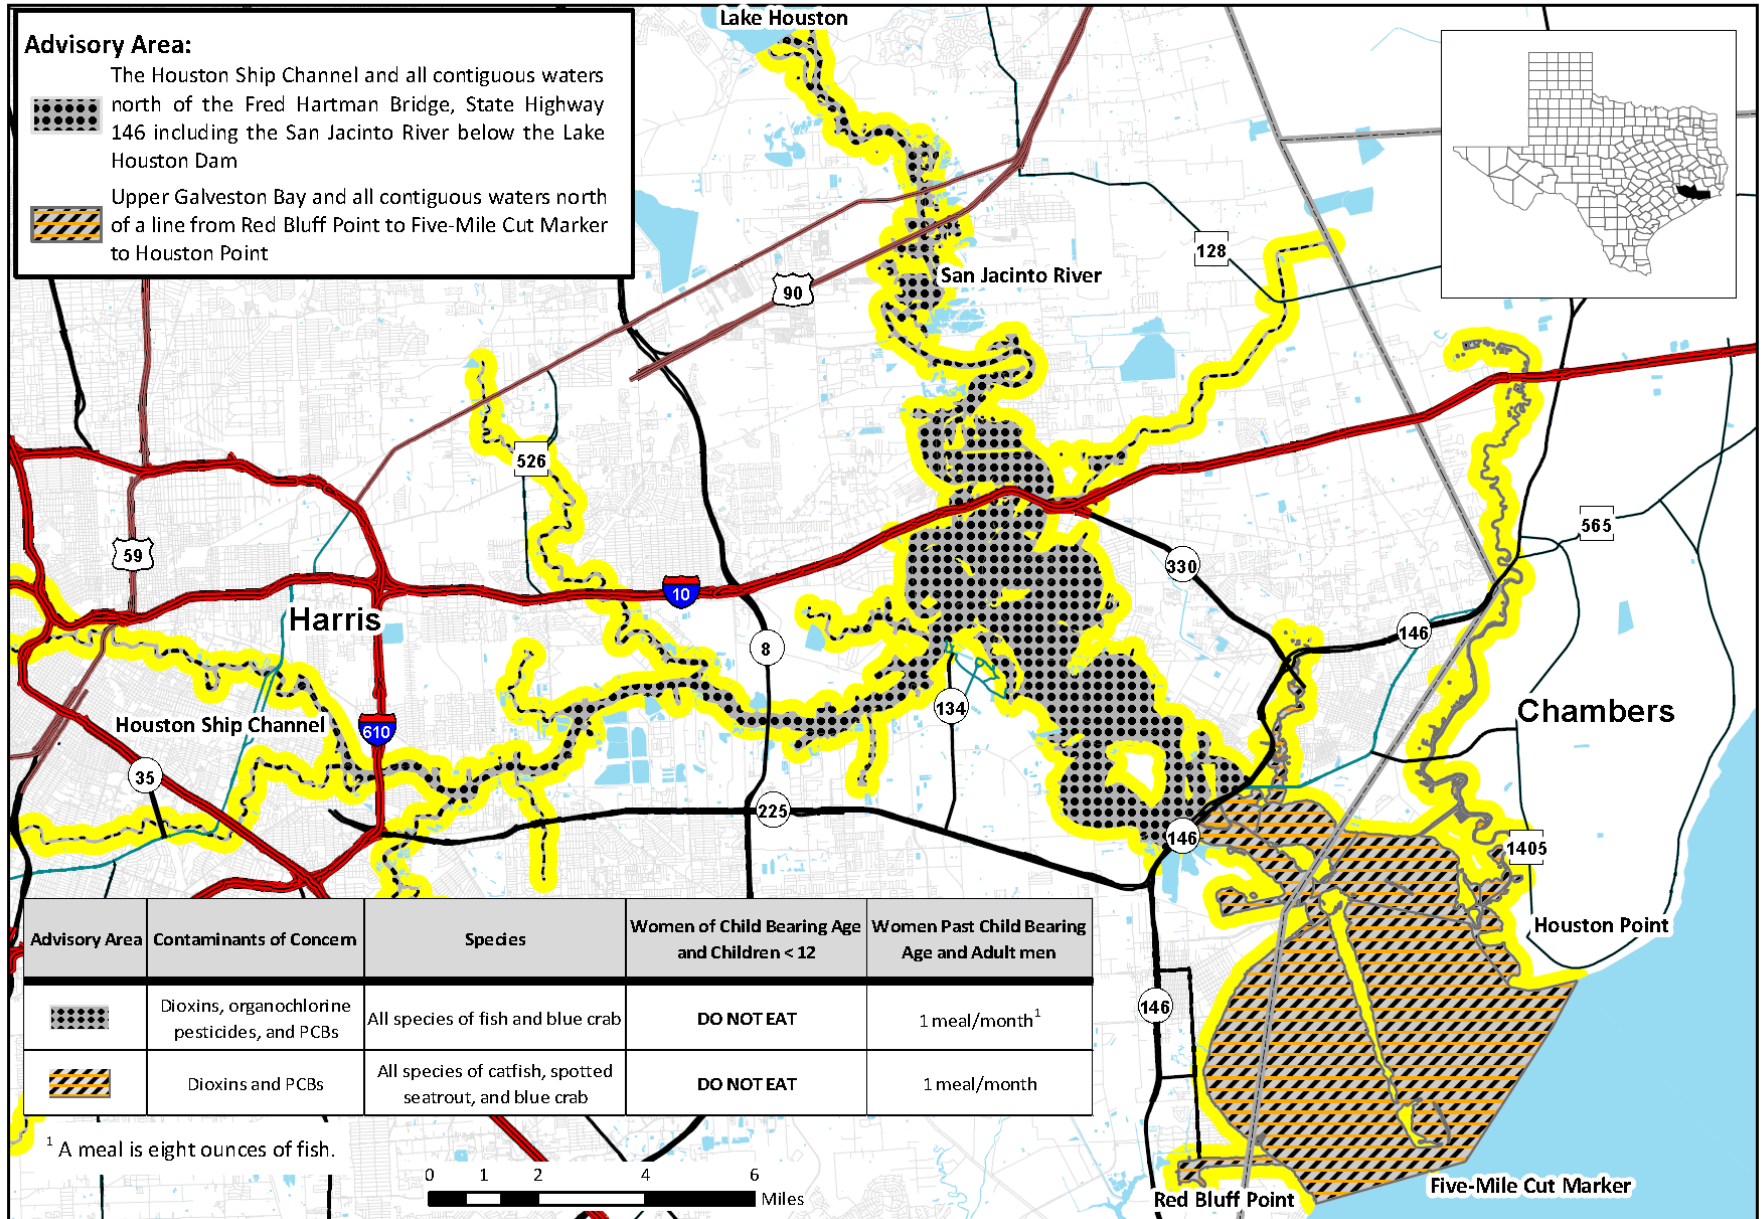 Lake Houston
Advisory Area:
The Houston Ship Channel and all contiguous waters
north of the Fred Hartman Bridge, State Highway
146 including the San Jacinto River below the Lake
Houston Dam
Upper Galveston Bay and all contiguous waters north
of a line from Red Bluff Point to Five-Mile Cut Marker
to Houston Point
128
San Jacinto River
90
526
59
565
330
10
Harris
146
8
134
Chambers
Houston Ship Channel
610
35
225
146
1405
Houston Point
146
Advisory Area
Contaminants of Concern
Species
Women of Child Bearing Age
and Children < 12
Women Past Child Bearing
Age and Adult men
Dioxins, organochlorine
pesticides, and PCBs
All species of fish and blue crab
DO NOT EAT
1 meal/month¹
Dioxins and PCBs
All species of catfish, spotted
seatrout, and blue crab
DO NOT EAT
1 meal/month
¹ A meal is eight ounces of fish.
0 1 2 4 6
Miles
Red Bluff Point
Five-Mile Cut Marker